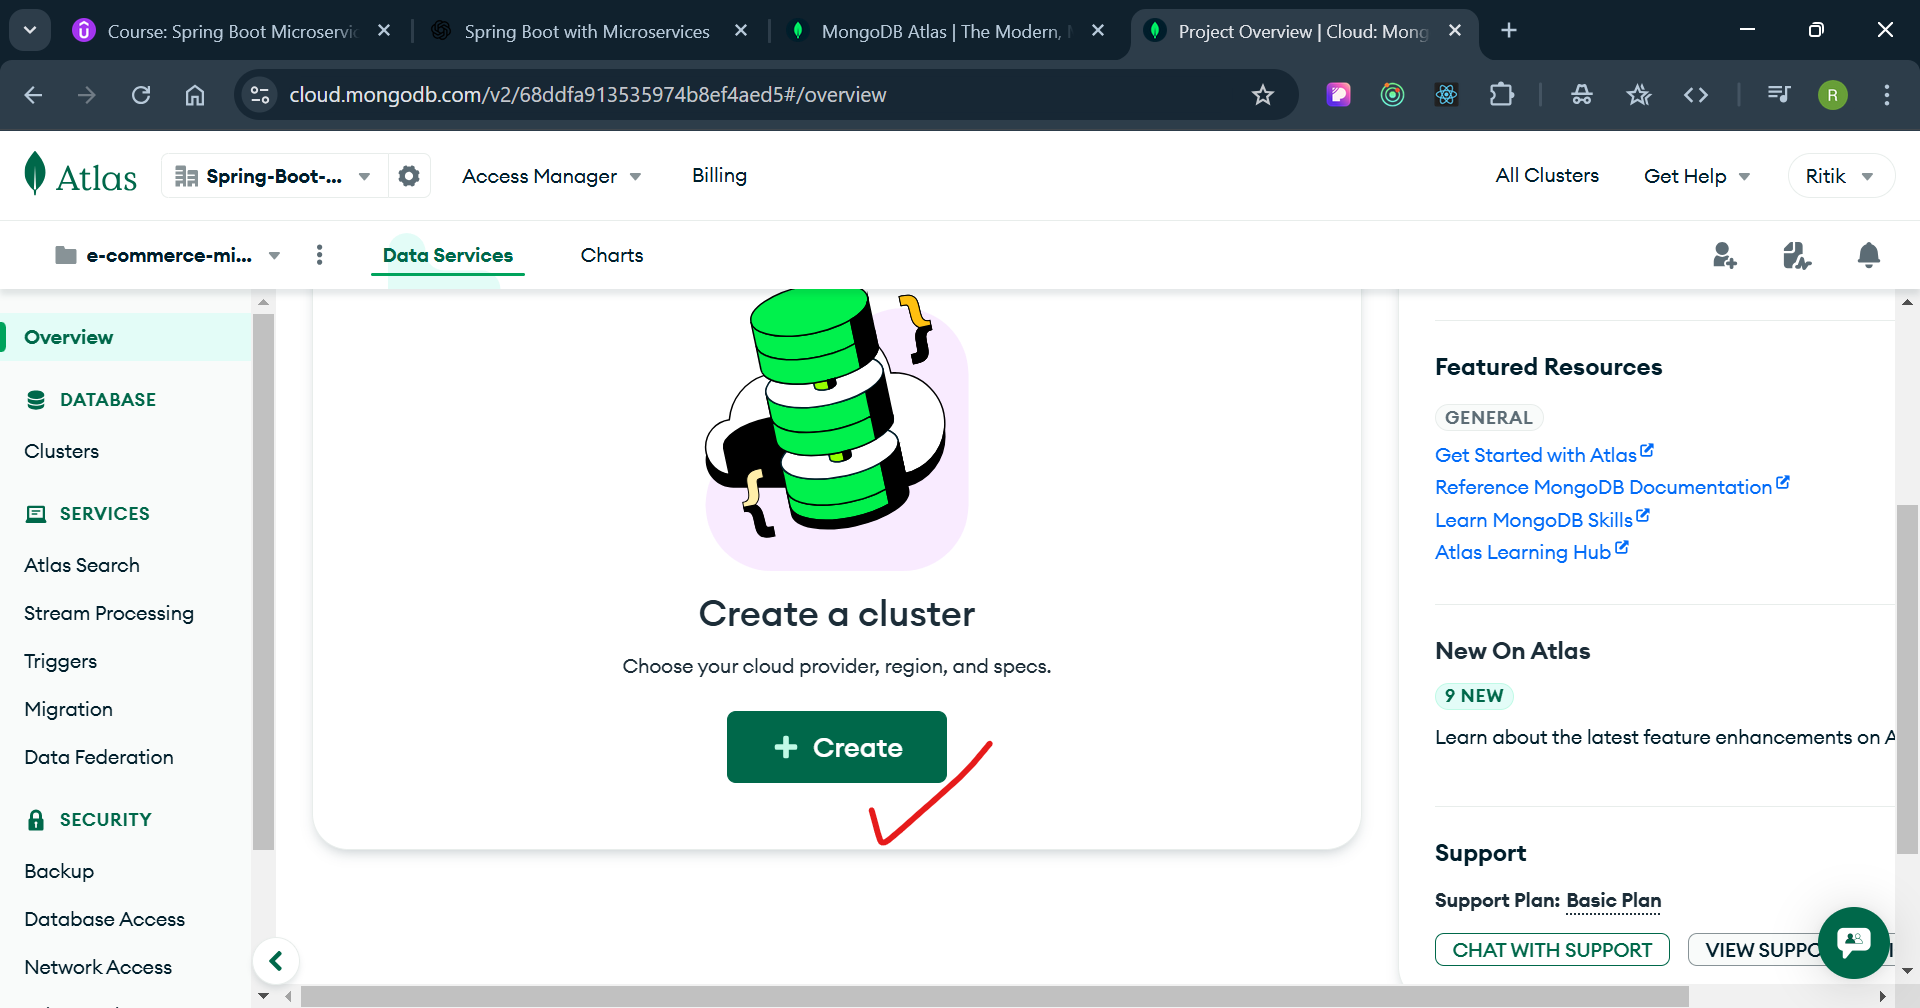 Course: Spring Boot Microservic
Spring Boot with Microservices
MongoDB Atlas | The Modern,
Project Overview | Cloud: Mong
cloud.mongodb.com/v2/68ddfa913535974b8ef4aed5#/overview
R
Atlas
Spring-Boot-...
Access Manager
Billing
All Clusters
Get Help
Ritik
e-commerce-mi...
Data Services
Charts
Overview
DATABASE
Clusters
SERVICES
Atlas Search
Stream Processing
Triggers
Migration
Data Federation
SECURITY
Backup
Database Access
Network Access
Create a cluster
Choose your cloud provider, region, and specs.
+ Create
Featured Resources
GENERAL
Get Started with Atlas
Reference MongoDB Documentation
Learn MongoDB Skills
Atlas Learning Hub
New On Atlas
9 NEW
Learn about the latest feature enhancements on A
Support
Support Plan: Basic Plan
CHAT WITH SUPPORT
VIEW SUPPO